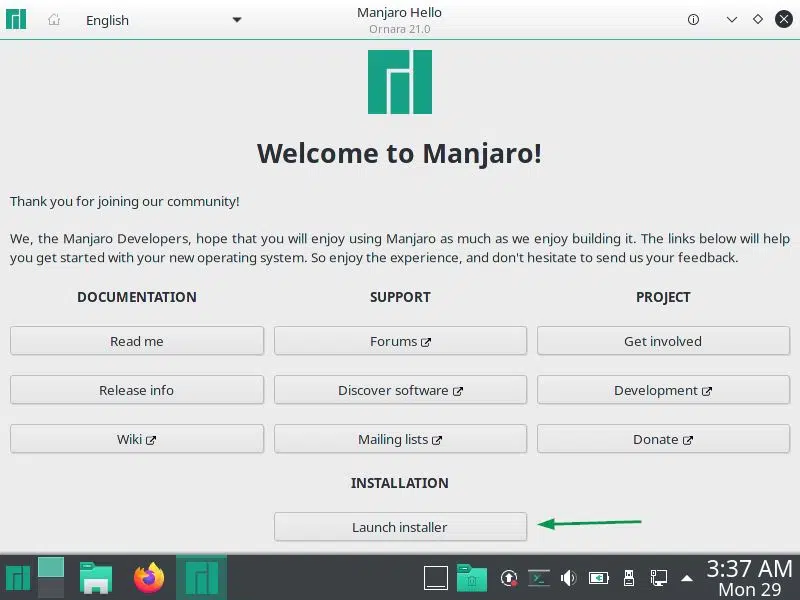 English
Manjaro Hello
Ornara 21.0
Welcome to Manjaro!
Thank you for joining our community!
We, the Manjaro Developers, hope that you will enjoy using Manjaro as much as we enjoy building it. The links below will help
you get started with your new operating system. So enjoy the experience, and don't hesitate to send us your feedback.
DOCUMENTATION
SUPPORT
PROJECT
Read me
Forums
Get involved
Release info
Discover software
Development
Wiki
Mailing lists
Donate
INSTALLATION
Launch installer
3:37 AM
Mon 29